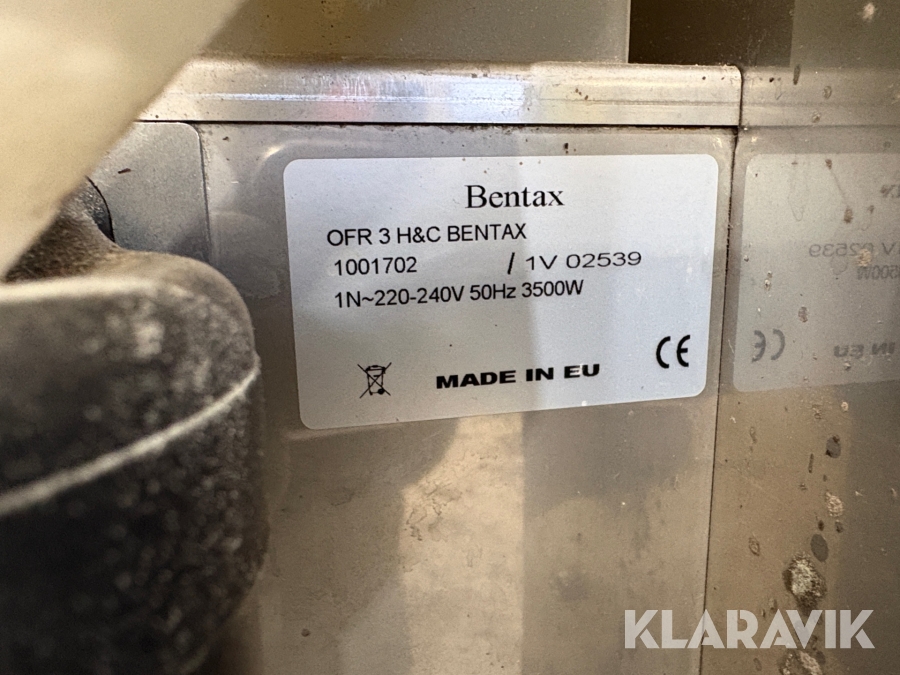 Bentax
OFR 3 H&C BENTAX
1001702 / 1V 02539
1N~220-240V 50Hz 3500W
CE
MADE IN EU
KLARAVIK